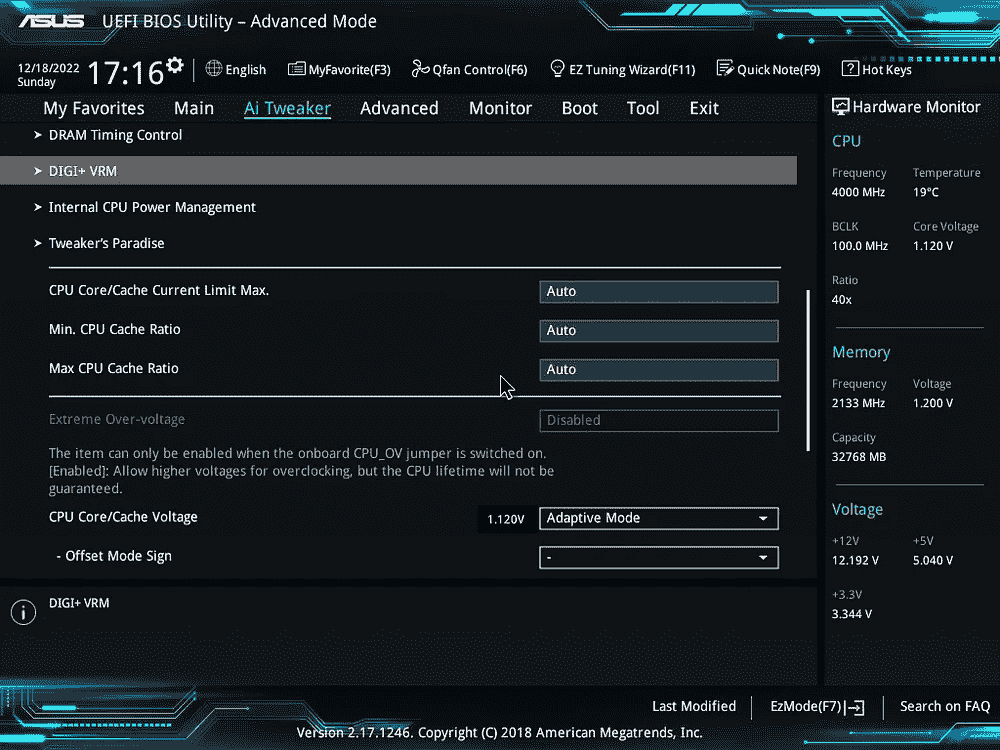 ASUS UEFI BIOS Utility – Advanced Mode
12/18/2022
Sunday
17:16
English
MyFavorite(F3)
Qfan Control(F6)
EZ Tuning Wizard(F11)
Quick Note(F9)
? Hot Keys
My Favorites Main Ai Tweaker Advanced Monitor Boot Tool Exit
> DRAM Timing Control
> DIGI+ VRM
> Internal CPU Power Management
> Tweaker's Paradise
CPU Core/Cache Current Limit Max. Auto
Min. CPU Cache Ratio Auto
Max CPU Cache Ratio Auto
Extreme Over-voltage Disabled
The item can only be enabled when the onboard CPU_OV jumper is switched on.
[Enabled]: Allow higher voltages for overclocking, but the CPU lifetime will not be
guaranteed.
CPU Core/Cache Voltage 1.120V Adaptive Mode
- Offset Mode Sign -
i DIGI+ VRM
Hardware Monitor
CPU
Frequency Temperature
4000 MHz 19°C
BCLK Core Voltage
100.0 MHz 1.120 V
Ratio
40x
Memory
Frequency Voltage
2133 MHz 1.200 V
Capacity
32768 MB
Voltage
+12V +5V
12.192 V 5.040 V
+3.3V
3.344 V
Last Modified EzMode(F7) Search on FAQ
Version 2.17.1246. Copyright (C) 2018 American Megatrends, Inc.